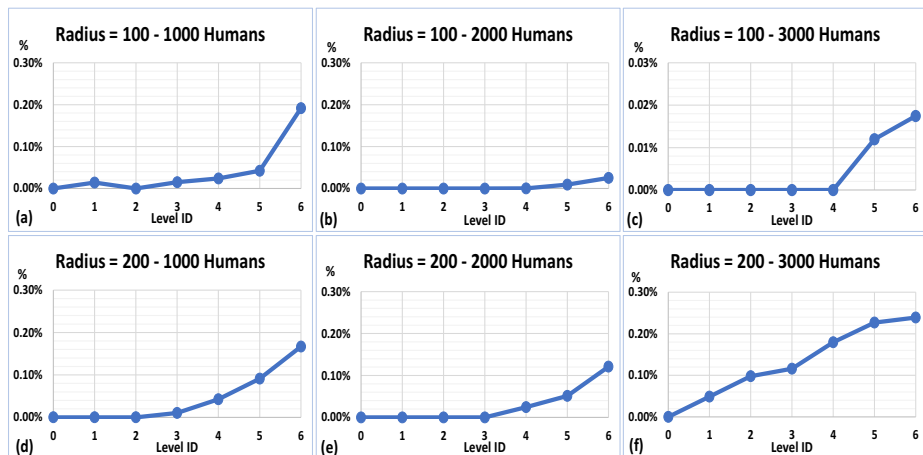 Radius = 100 - 1000 Humans
%
0.30%
0.20%
0.10%
0.00%
0 1 2 3 4 5 6
(a) Level ID
Radius = 100 - 2000 Humans
%
0.30%
0.20%
0.10%
0.00%
0 1 2 3 4 5 6
(b) Level ID
Radius = 100 - 3000 Humans
%
0.03%
0.02%
0.01%
0.00%
0 1 2 3 4 5 6
(c) Level ID
Radius = 200 - 1000 Humans
%
0.30%
0.20%
0.10%
0.00%
0 1 2 3 4 5 6
(d) Level ID
Radius = 200 - 2000 Humans
%
0.30%
0.20%
0.10%
0.00%
0 1 2 3 4 5 6
(e) Level ID
Radius = 200 - 3000 Humans
%
0.30%
0.20%
0.10%
0.00%
0 1 2 3 4 5 6
(f) Level ID